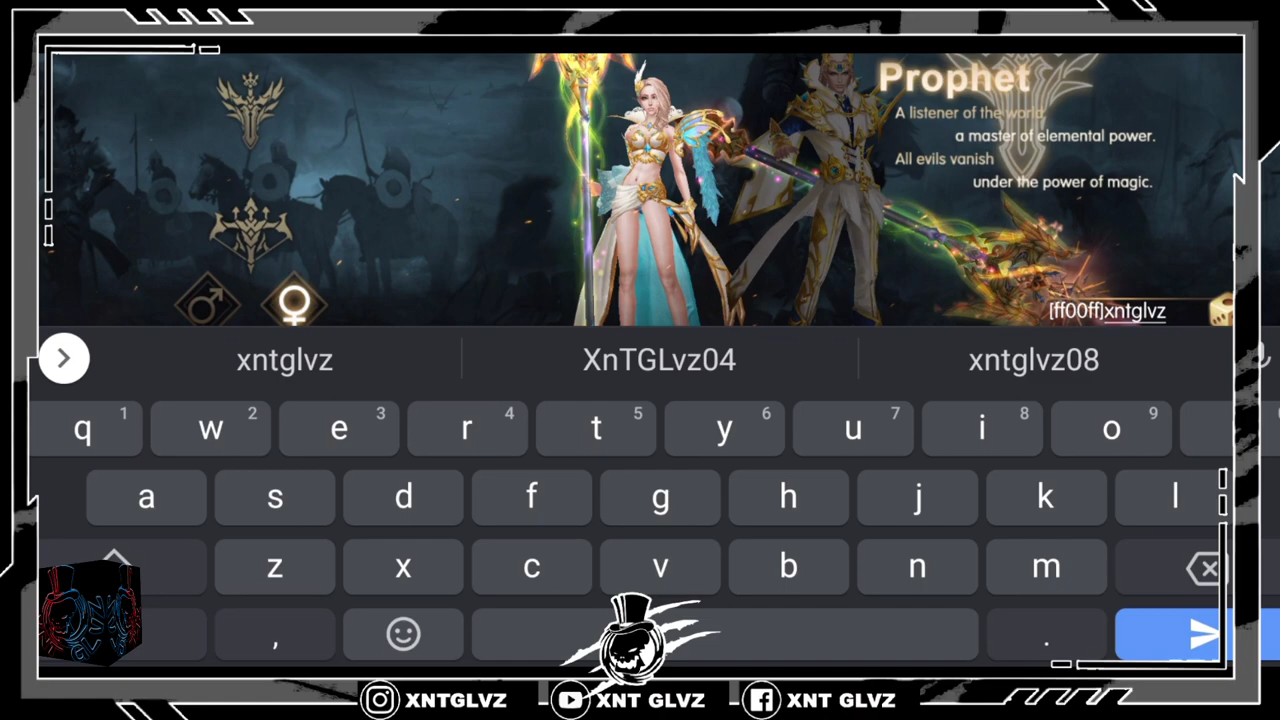 Prophet
A listener of the world,
a master of elemental power.
All evils vanish
under the power of magic.
[ff00ff]xntglvz
xntglvz XnTGLvz04 xntglvz08
q 1 w 2 e 3 r 4 t 5 y 6 u 7 i 8 o 9
a s d f g h j k l
z x c v b n m
, .
XNTGLVZ XNT GLVZ XNT GLVZ